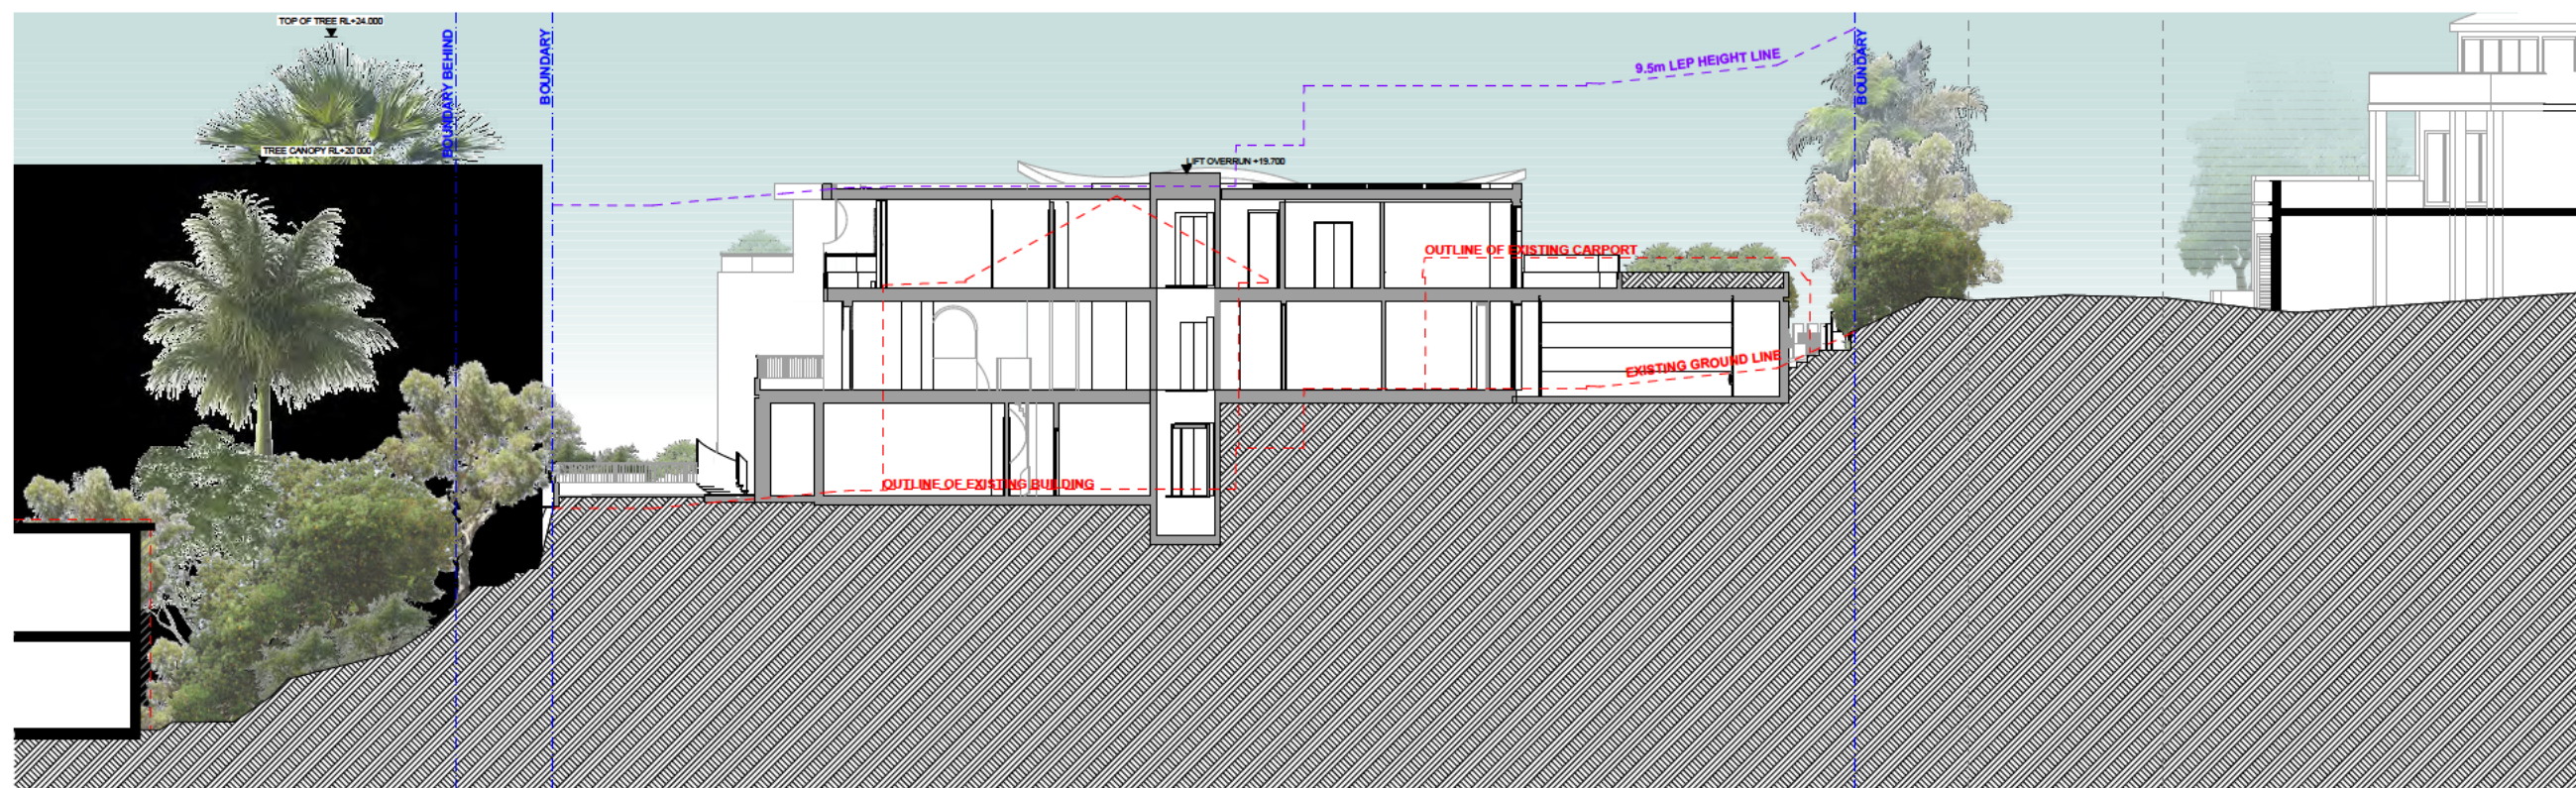 TOP OF TREE RL+24.000
BOUNDARY BEHIND
BOUNDARY
9.5m LEP HEIGHT LINE
BOUNDARY
TREE CANOPY RL+20 000
LIFT OVERRUN +19.700
OUTLINE OF EXISTING CARPORT
EXISTING GROUND LINE
OUTLINE OF EXISTING BUILDING